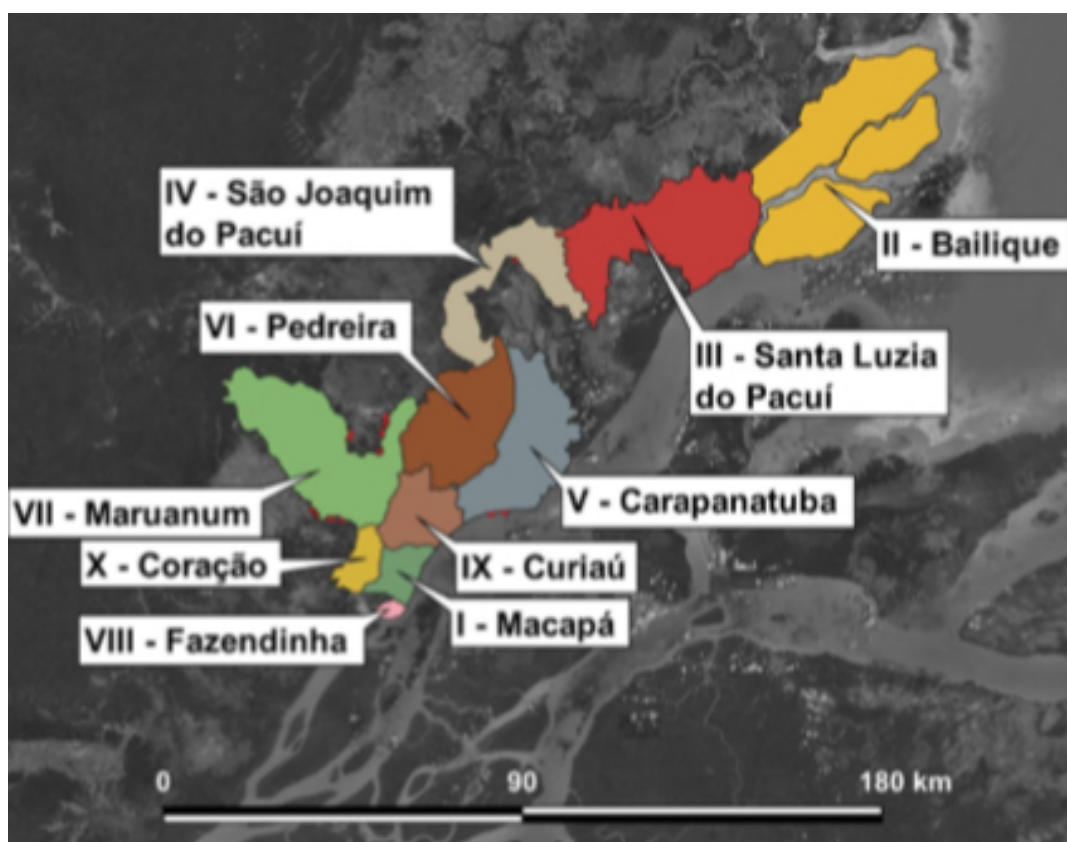 IV - São Joaquim
do Pacuí
II - Bailique
VI - Pedreira
III - Santa Luzia
do Pacuí
VII - Maruanum
V - Carapanatuba
X - Coração
IX - Curiaú
VIII - Fazendinha
I - Macapá
0 90 180 km